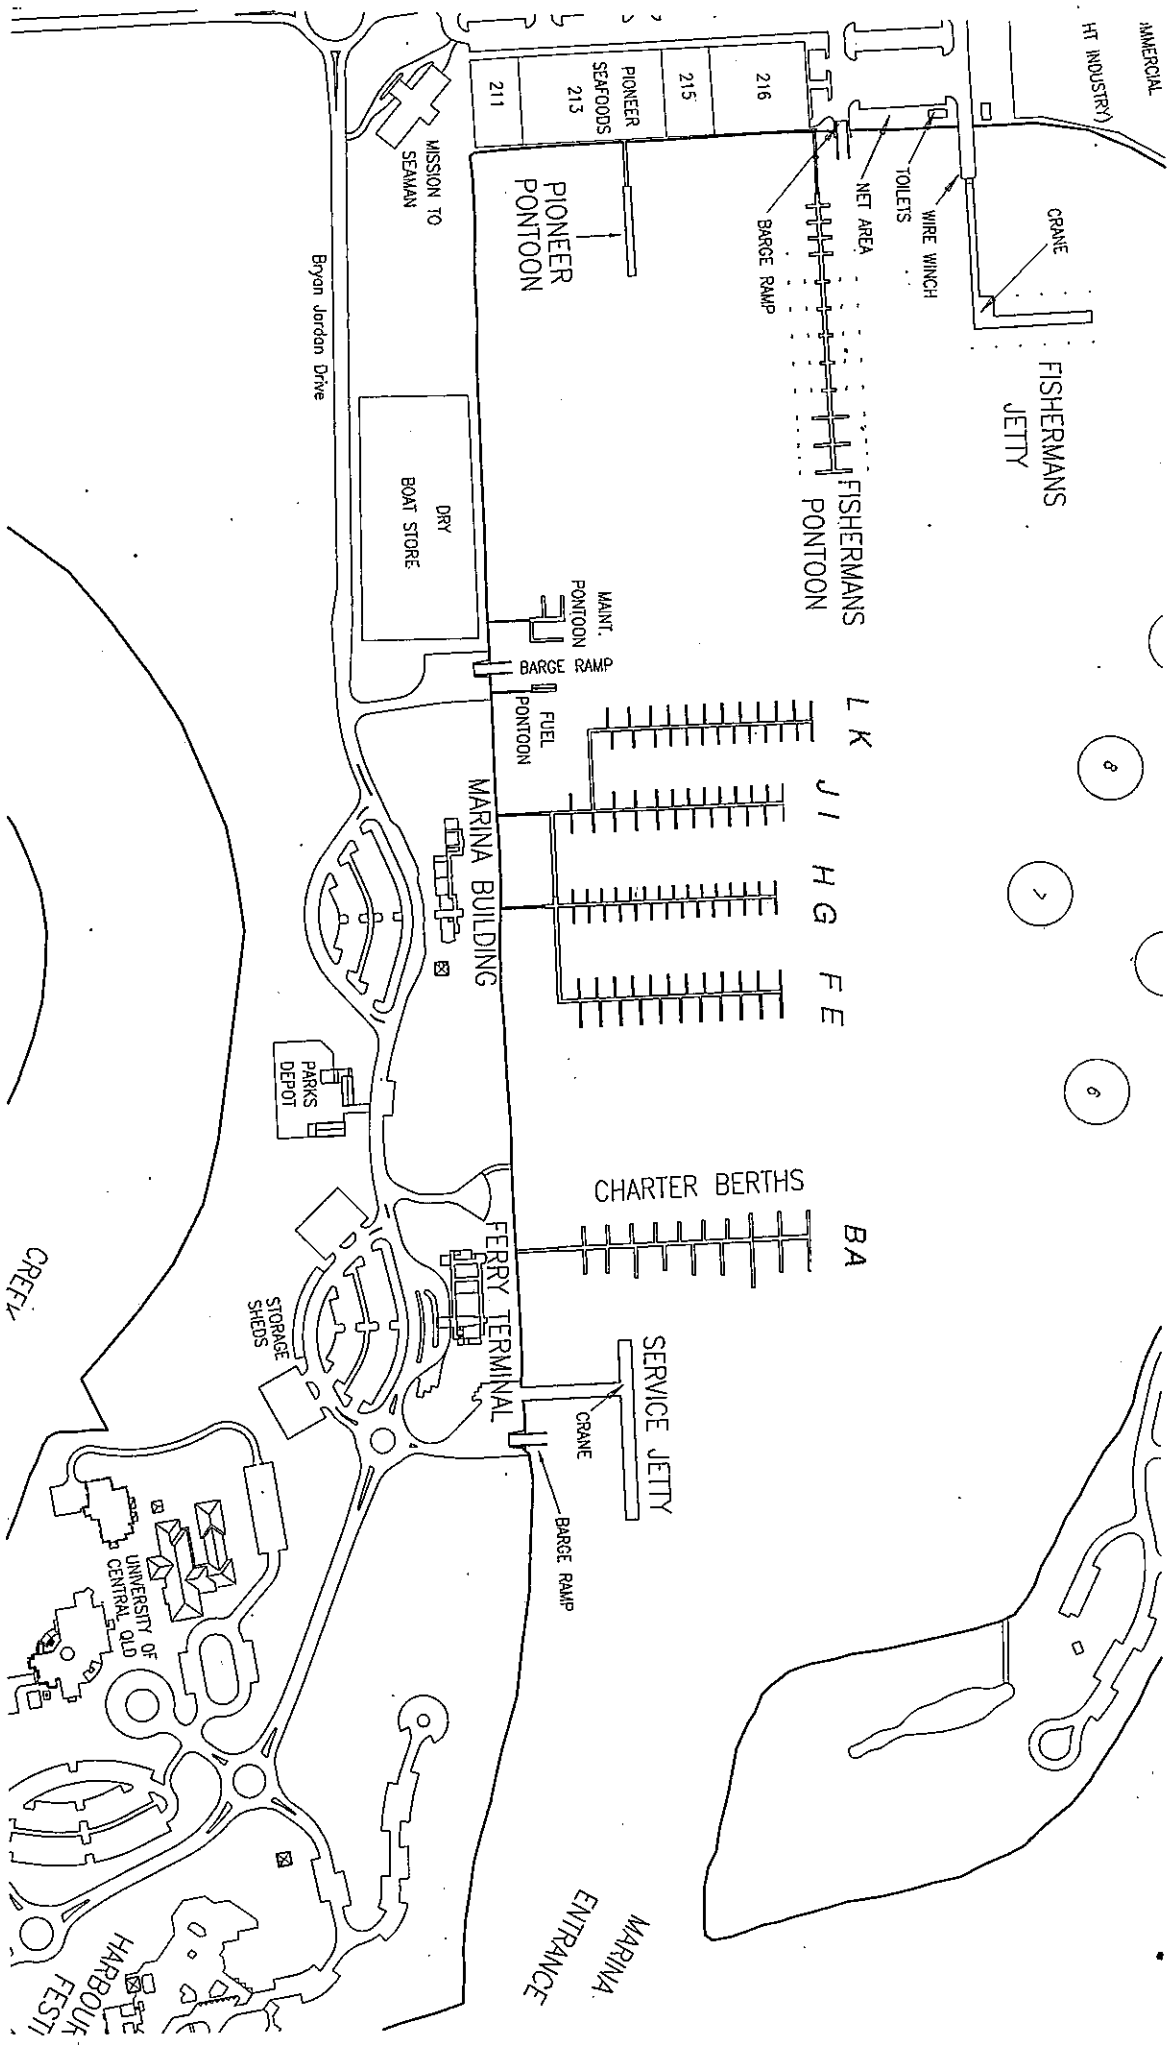 MMERCIAL
HT INDUSTRY)
CRANE
WIRE WINCH
TOILETS
NET AREA
BARGE RAMP
216
215
PIONEER
SEAFOODS
213
211
MISSION TO
SEAMAN
PIONEER
PONTOON
FISHERMANS
JETTY
FISHERMANS
PONTOON
Bryan Jordan Drive
DRY
BOAT STORE
MAINT.
PONTOON
BARGE RAMP
FUEL
PONTOON
L K
J I
H G
F E
8
7
6
MARINA BUILDING
PARKS
DEPOT
CHARTER BERTHS
B A
FERRY TERMINAL
STORAGE
SHEDS
SERVICE JETTY
CRANE
BARGE RAMP
CREEK
UNIVERSITY OF
CENTRAL QLD
MARINA
ENTRANCE
HARBOUR
FESTI